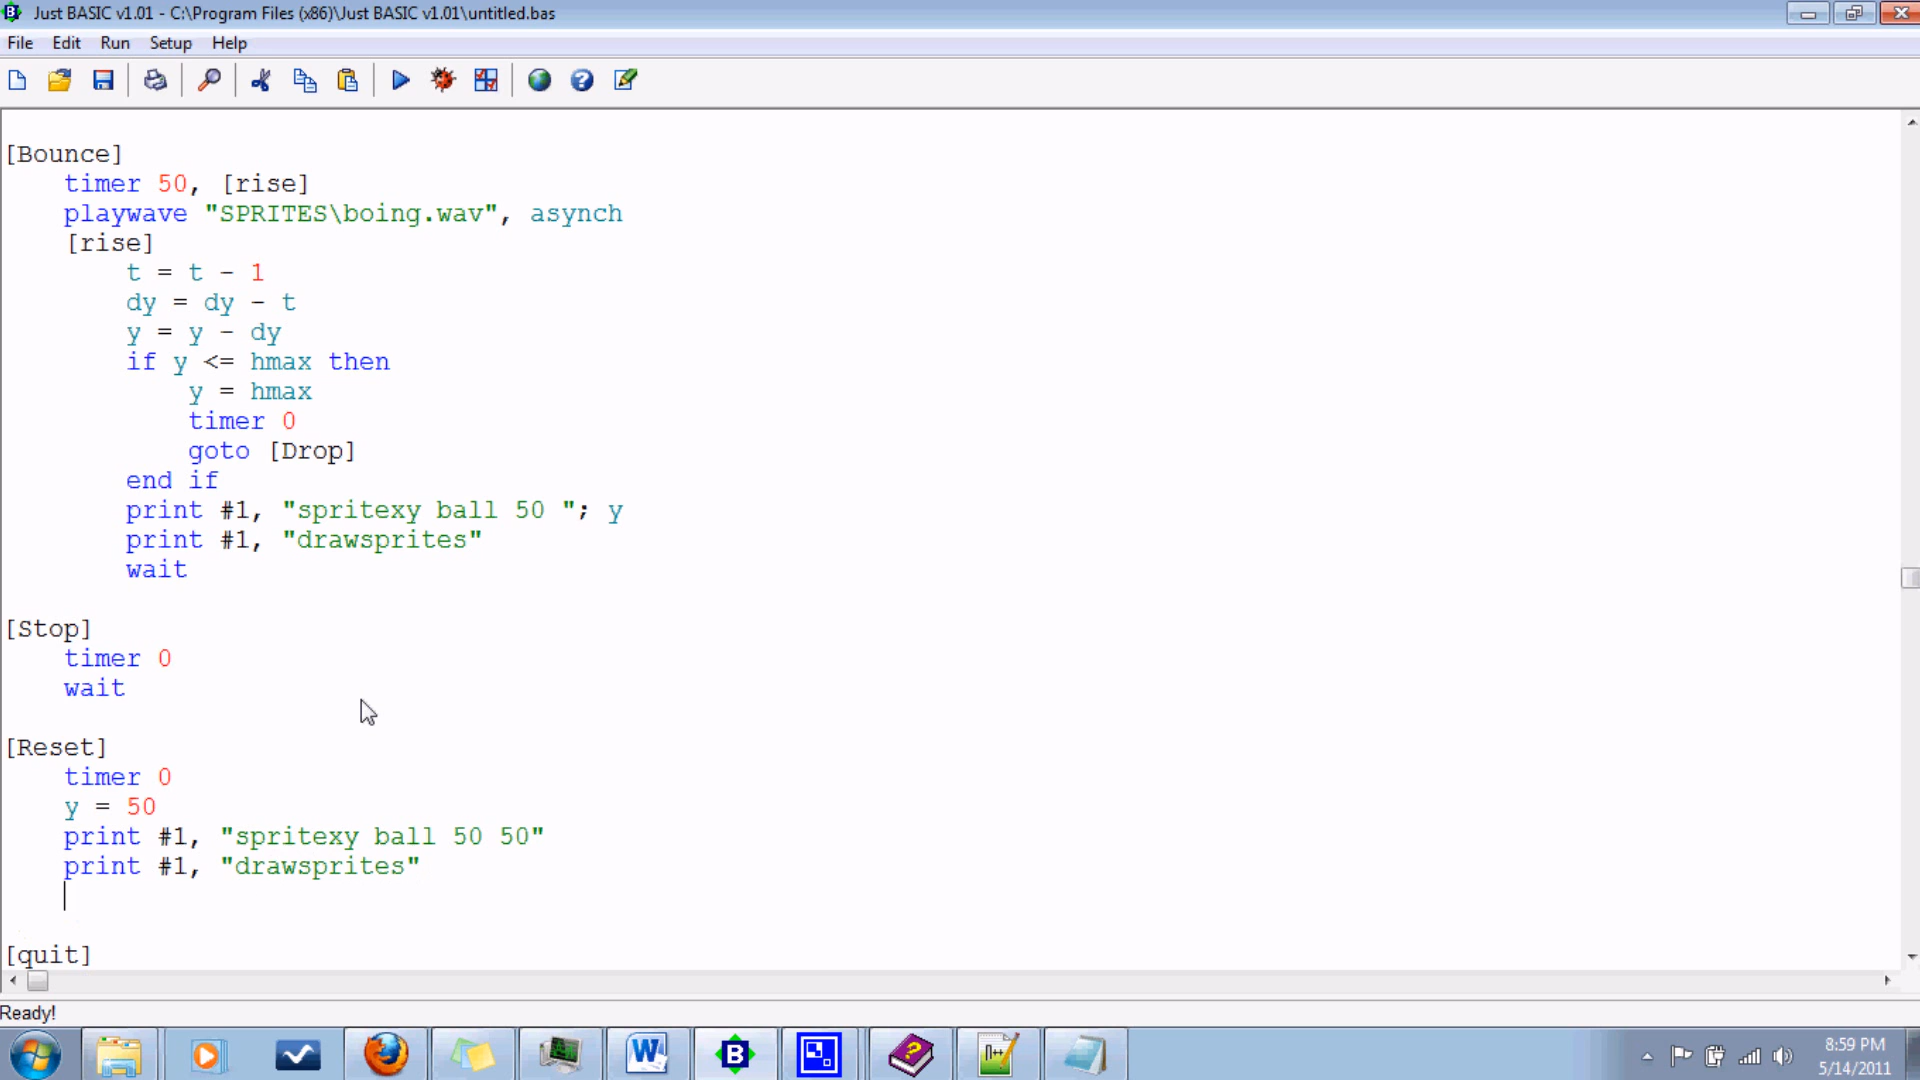 Just BASIC v1.01 - C:\Program Files (x86)\Just BASIC v1.01\untitled.bas
File Edit Run Setup Help
[Bounce]
timer 50, [rise]
playwave "SPRITES\boing.wav", asynch
[rise]
t = t - 1
dy = dy - t
y = y - dy
if y <= hmax then
y = hmax
timer 0
goto [Drop]
end if
print #1, "spritexy ball 50 "; y
print #1, "drawsprites"
wait
[Stop]
timer 0
wait
[Reset]
timer 0
y = 50
print #1, "spritexy ball 50 50"
print #1, "drawsprites"
[quit]
Ready!
8:59 PM
5/14/2011